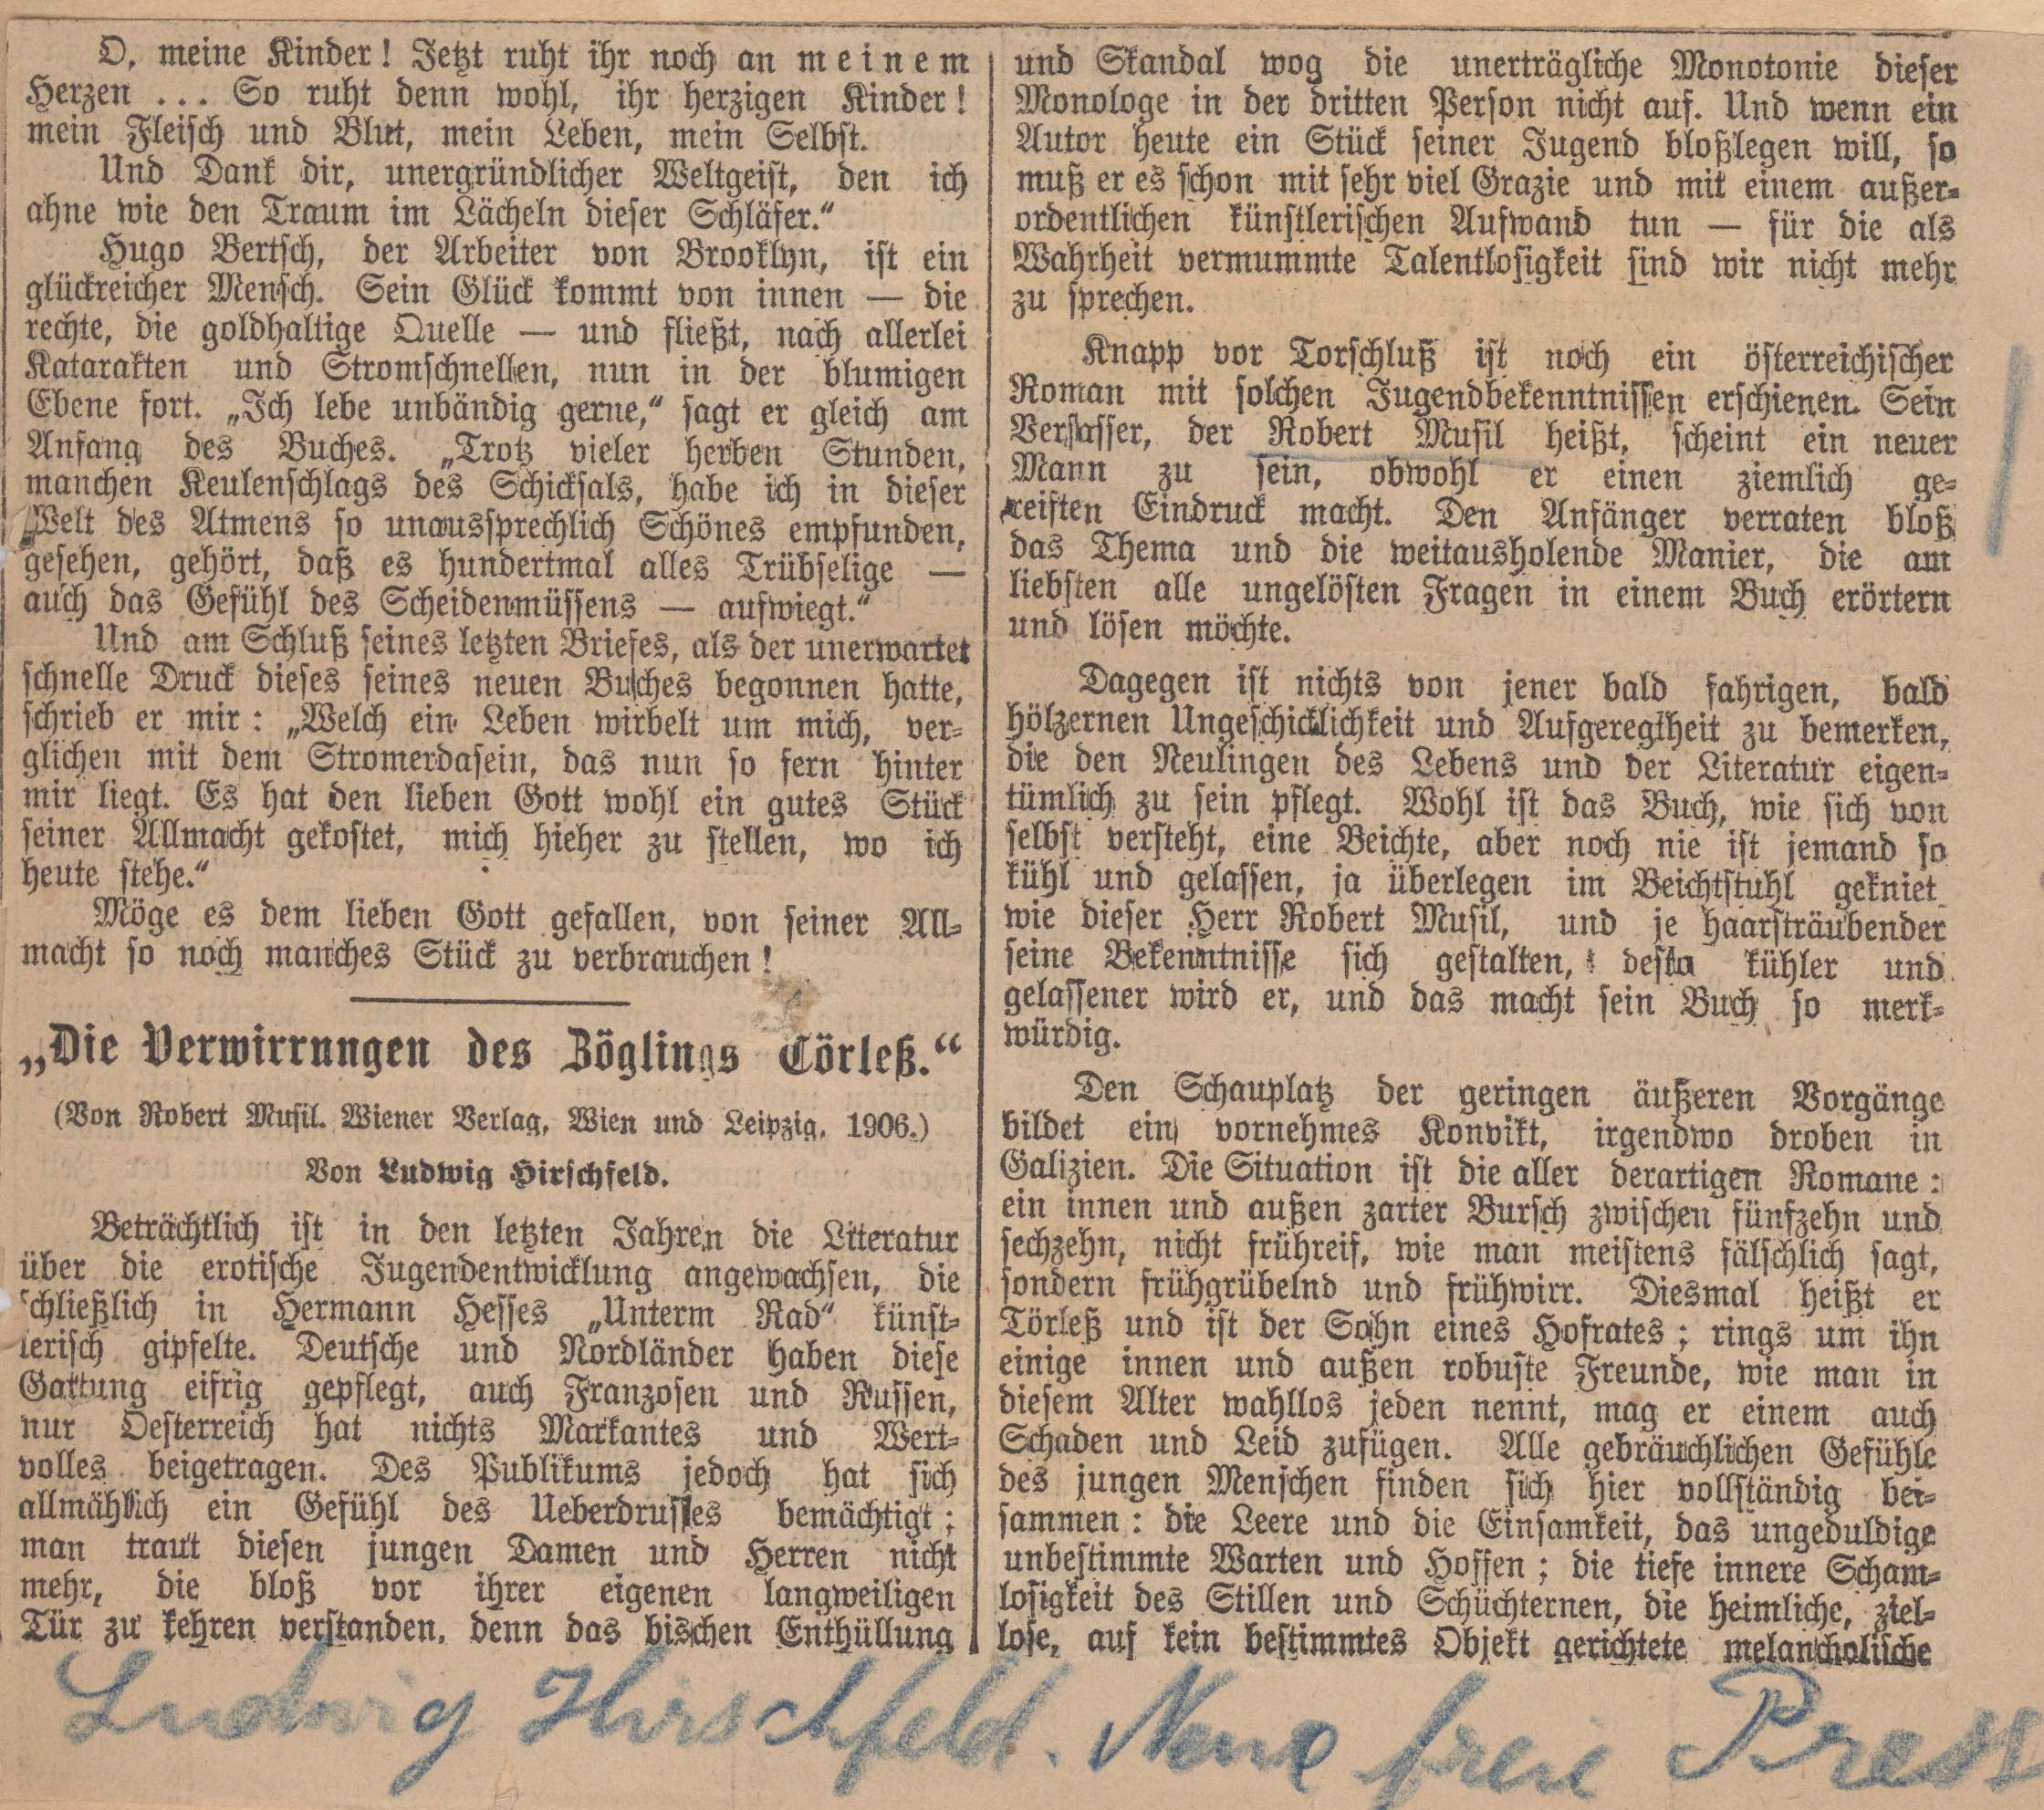 O, meine Kinder! Jetzt ruht ihr noch an meinem
Herzen ... So ruht denn wohl, ihr herzigen Kinder!
mein Fleisch und Blut, mein Leben, mein Selbst.
Und Dank dir, unergründlicher Weltgeist, den ich
ahne wie den Traum im Lächeln dieser Schläfer.“
Hugo Bertsch, der Arbeiter von Brooklyn, ist ein
glückreicher Mensch. Sein Glück kommt von innen — die
rechte, die goldhaltige Quelle — und fließt, nach allerlei
Katarakten und Stromschnellen, nun in der blumigen
Ebene fort. „Ich lebe unbändig gerne,“ sagt er gleich am
Anfang des Buches. „Trotz vieler herben Stunden,
manchen Keulenschlags des Schicksals, habe ich in dieser
Welt des Atmens so unaussprechlich Schönes empfunden,
gesehen, gehört, daß es hundertmal alles Trübselige —
auch das Gefühl des Scheidenmüssens — aufwiegt.“
Und am Schluß seines letzten Briefes, als der unerwartet
schnelle Druck dieses seines neuen Buches begonnen hatte,
schrieb er mir: „Welch ein Leben wirbelt um mich, ver-
glichen mit dem Stromerdasein, das nun so fern hinter
mir liegt. Es hat den lieben Gott wohl ein gutes Stück
seiner Allmacht gekostet, mich hieher zu stellen, wo ich
heute stehe.“
Möge es dem lieben Gott gefallen, von seiner All-
macht so noch manches Stück zu verbrauchen!
„Die Verwirrungen des Zöglings Törleß.“
(Von Robert Musil. Wiener Verlag, Wien und Leipzig, 1906.)
Von Ludwig Hirschfeld.
Beträchtlich ist in den letzten Jahren die Literatur
über die erotische Jugendentwicklung angewachsen, die
schließlich in Hermann Hesses „Unterm Rad“ künst-
lerisch gipfelte. Deutsche und Nordländer haben diese
Gattung eifrig gepflegt, auch Franzosen und Russen,
nur Oesterreich hat nichts Markantes und Wert-
volles beigetragen. Des Publikums jedoch hat sich
allmählich ein Gefühl des Ueberdrusses bemächtigt;
man traut diesen jungen Damen und Herren nicht
mehr, die bloß vor ihrer eigenen langweiligen
Tür zu kehren verstanden, denn das bischen Enthüllung
und Skandal wog die unerträgliche Monotonie dieser
Monologe in der dritten Person nicht auf. Und wenn ein
Autor heute ein Stück seiner Jugend bloßlegen will, so
muß er es schon mit sehr viel Grazie und mit einem außer-
ordentlichen künstlerischen Aufwand tun — für die als
Wahrheit vermummte Talentlosigkeit sind wir nicht mehr
zu sprechen.
Knapp vor Torschluß ist noch ein österreichischer
Roman mit solchen Jugendbekenntnissen erschienen. Sein
Verfasser, der Robert Musil heißt, scheint ein neuer
Mann zu sein, obwohl er einen ziemlich ge-
reiften Eindruck macht. Den Anfänger verraten bloß
das Thema und die weitausholende Manier, die am
liebsten alle ungelösten Fragen in einem Buch erörtern
und lösen möchte.
Dagegen ist nichts von jener bald fahrigen, bald
hölzernen Ungeschicklichkeit und Aufgeregtheit zu bemerken,
die den Neulingen des Lebens und der Literatur eigen-
tümlich zu sein pflegt. Wohl ist das Buch, wie sich von
selbst versteht, eine Beichte, aber noch nie ist jemand so
kühl und gelassen, ja überlegen im Beichtstuhl gekniet
wie dieser Herr Robert Musil, und je haarsträubender
seine Bekenntnisse sich gestalten, desto kühler und
gelassener wird er, und das macht sein Buch so merk-
würdig.
Den Schauplatz der geringen äußeren Vorgänge
bildet ein vornehmes Konvikt, irgendwo droben in
Galizien. Die Situation ist die aller derartigen Romane:
ein innen und außen zarter Bursch zwischen fünfzehn und
sechzehn, nicht frühreif, wie man meistens fälschlich sagt,
sondern frühgrübelnd und frühwirr. Diesmal heißt er
Törleß und ist der Sohn eines Hofrates; rings um ihn
einige innen und außen robuste Freunde, wie man in
diesem Alter wahllos jeden nennt, mag er einem auch
Schaden und Leid zufügen. Alle gebräuchlichen Gefühle
des jungen Menschen finden sich hier vollständig bei-
sammen: die Leere und die Einsamkeit, das ungeduldige
unbestimmte Warten und Hoffen; die tiefe innere Scham-
losigkeit des Stillen und Schüchternen, die heimliche, ziel-
lose, auf kein bestimmtes Objekt gerichtete melancholische
Ludwig Hirschfeld. Neue freie Press